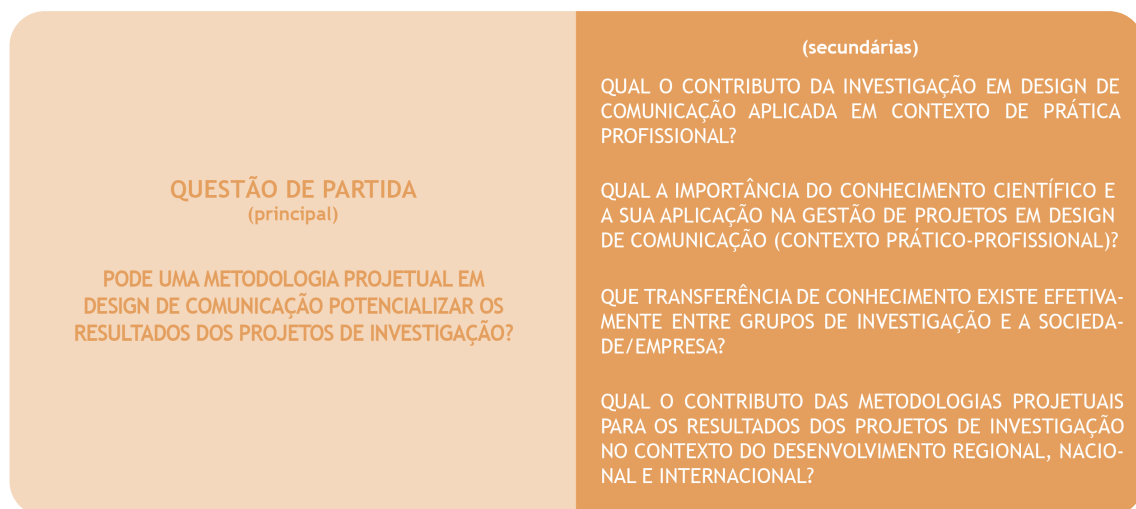 QUESTÃO DE PARTIDA
(principal)
PODE UMA METODOLOGIA PROJETUAL EM
DESIGN DE COMUNICAÇÃO POTENCIALIZAR OS
RESULTADOS DOS PROJETOS DE INVESTIGAÇÃO?
(secundárias)
QUAL O CONTRIBUTO DA INVESTIGAÇÃO EM DESIGN DE
COMUNICAÇÃO APLICADA EM CONTEXTO DE PRÁTICA
PROFISSIONAL?
QUAL A IMPORTÂNCIA DO CONHECIMENTO CIENTÍFICO E
A SUA APLICAÇÃO NA GESTÃO DE PROJETOS EM DESIGN
DE COMUNICAÇÃO (CONTEXTO PRÁTICO-PROFISSIONAL)?
QUE TRANSFERÊNCIA DE CONHECIMENTO EXISTE EFETIVA-
MENTE ENTRE GRUPOS DE INVESTIGAÇÃO E A SOCIEDA-
DE/EMPRESA?
QUAL O CONTRIBUTO DAS METODOLOGIAS PROJETUAIS
PARA OS RESULTADOS DOS PROJETOS DE INVESTIGAÇÃO
NO CONTEXTO DO DESENVOLVIMENTO REGIONAL, NACIO-
NAL E INTERNACIONAL?